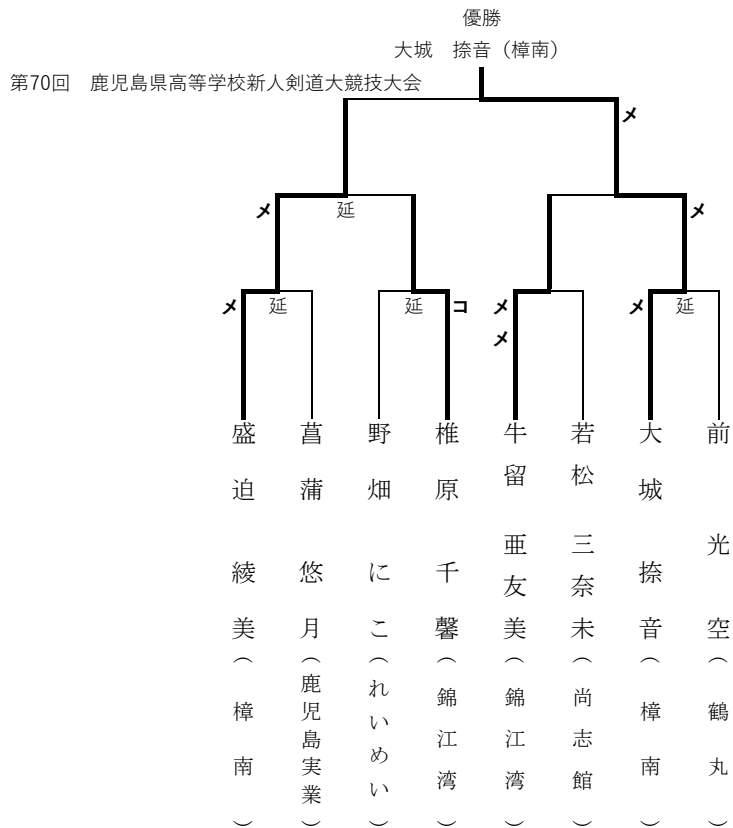 優勝
大城　捺音（樟南）
第70回　鹿児島県高等学校新人剣道大競技大会
メ
メ
延
メ
メ
延
延
コ
メ
メ
メ
延
盛迫　綾美（樟南）
菖蒲　悠月（鹿児島実業）
野畑　にこ（れいめい）
椎原　千馨（錦江湾）
牛留　亜友美（錦江湾）
若松　三奈未（尚志館）
大城　捺音（樟南）
前　光空（鶴丸）